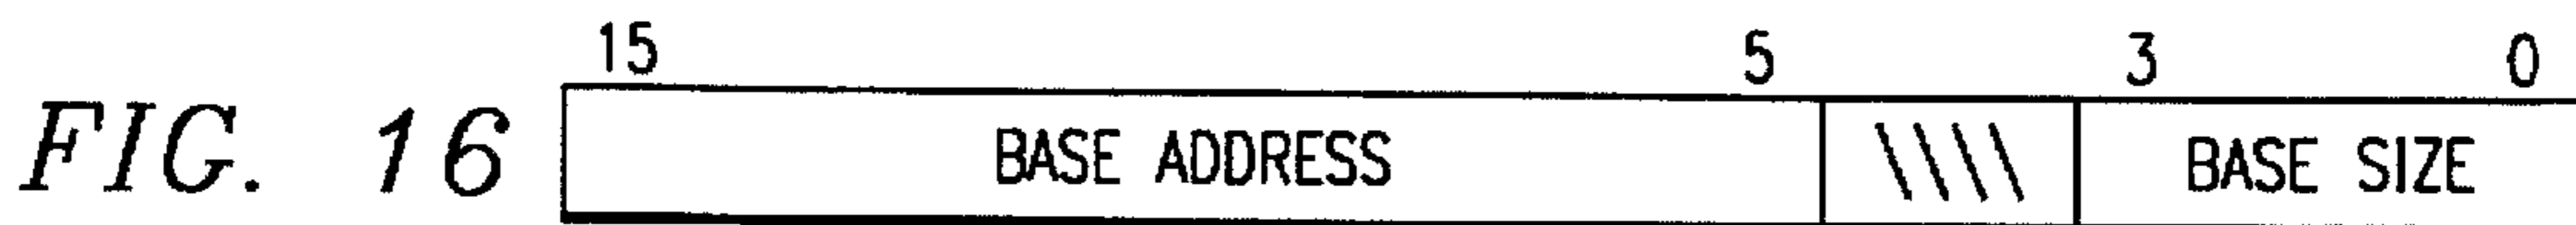 15 5 3 0
FIG. 16 BASE ADDRESS \\\\ BASE SIZE